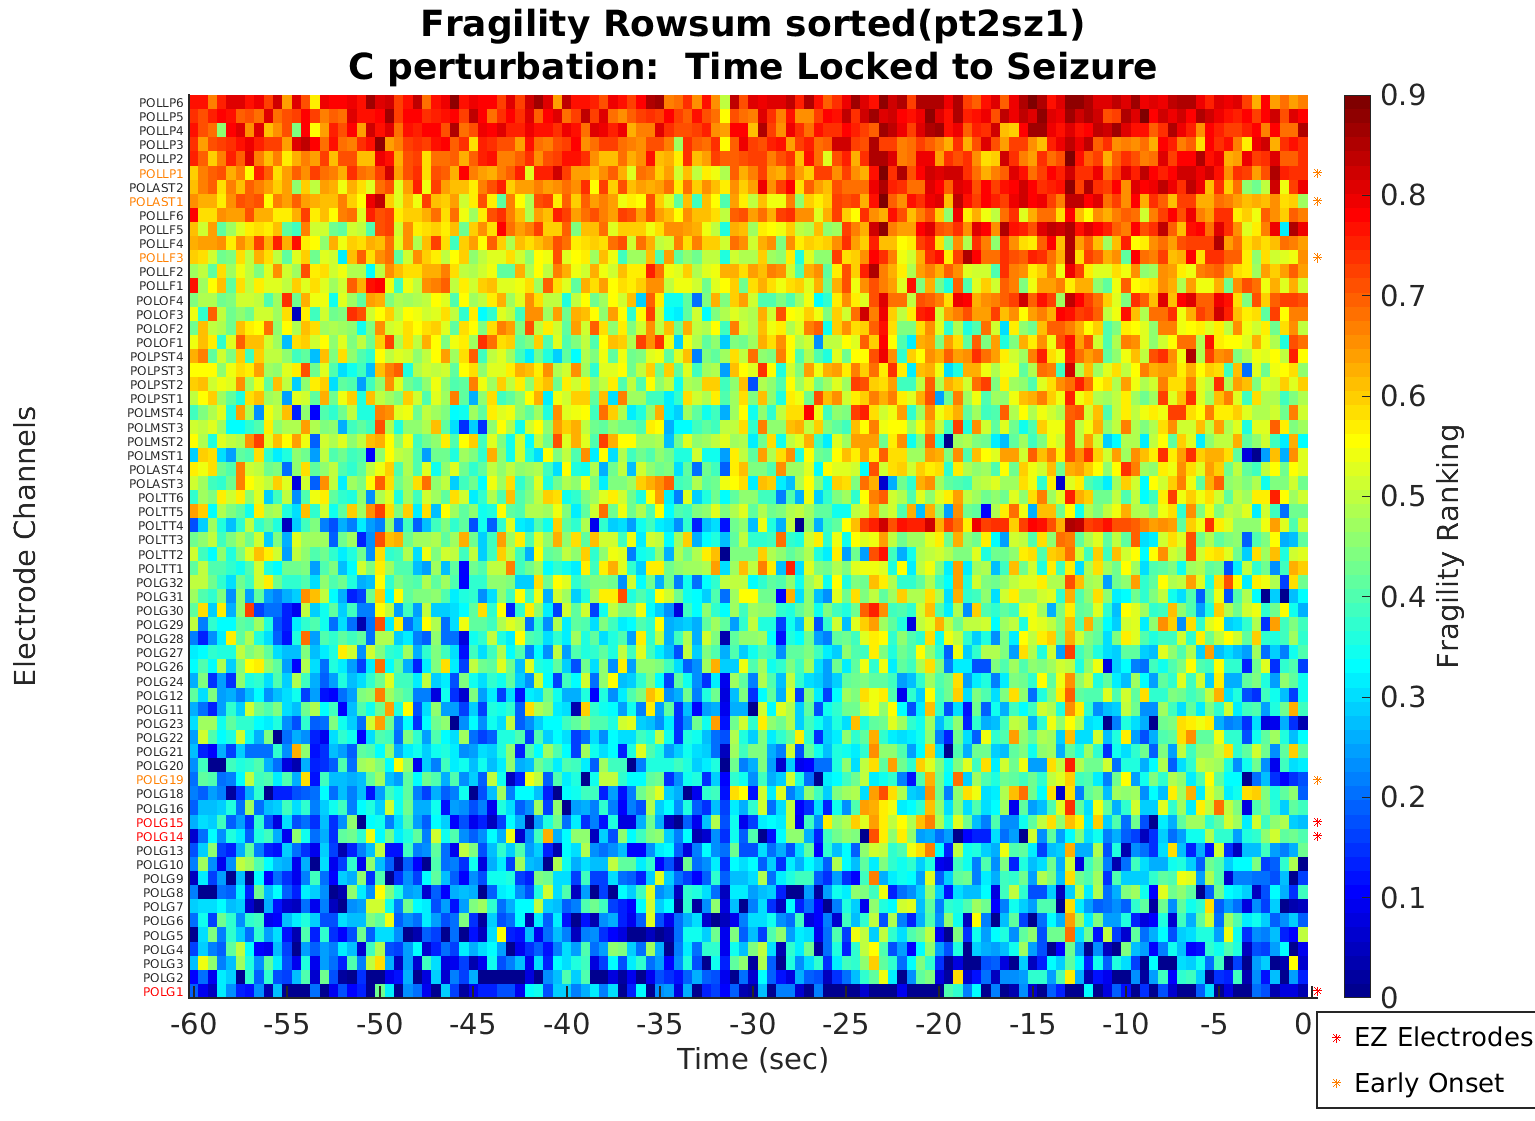 Fragility Rowsum sorted(pt2sz1)
C perturbation:  Time Locked to Seizure
Electrode Channels
POLLP6
POLLP5
POLLP4
POLLP3
POLLP2
POLLP1
POLAST2
POLAST1
POLLF6
POLLF5
POLLF4
POLLF3
POLLF2
POLLF1
POLOF4
POLOF3
POLOF2
POLOF1
POLPST4
POLPST3
POLPST2
POLPST1
POLMST4
POLMST3
POLMST2
POLMST1
POLAST4
POLAST3
POLTT6
POLTT5
POLTT4
POLTT3
POLTT2
POLTT1
POLG32
POLG31
POLG30
POLG29
POLG28
POLG27
POLG26
POLG24
POLG12
POLG11
POLG23
POLG22
POLG21
POLG20
POLG19
POLG18
POLG16
POLG15
POLG14
POLG13
POLG10
POLG9
POLG8
POLG7
POLG6
POLG5
POLG4
POLG3
POLG2
POLG1
-60 -55 -50 -45 -40 -35 -30 -25 -20 -15 -10 -5 0
Time (sec)
0.9
0.8
0.7
0.6
0.5
0.4
0.3
0.2
0.1
0
Fragility Ranking
EZ Electrodes
Early Onset